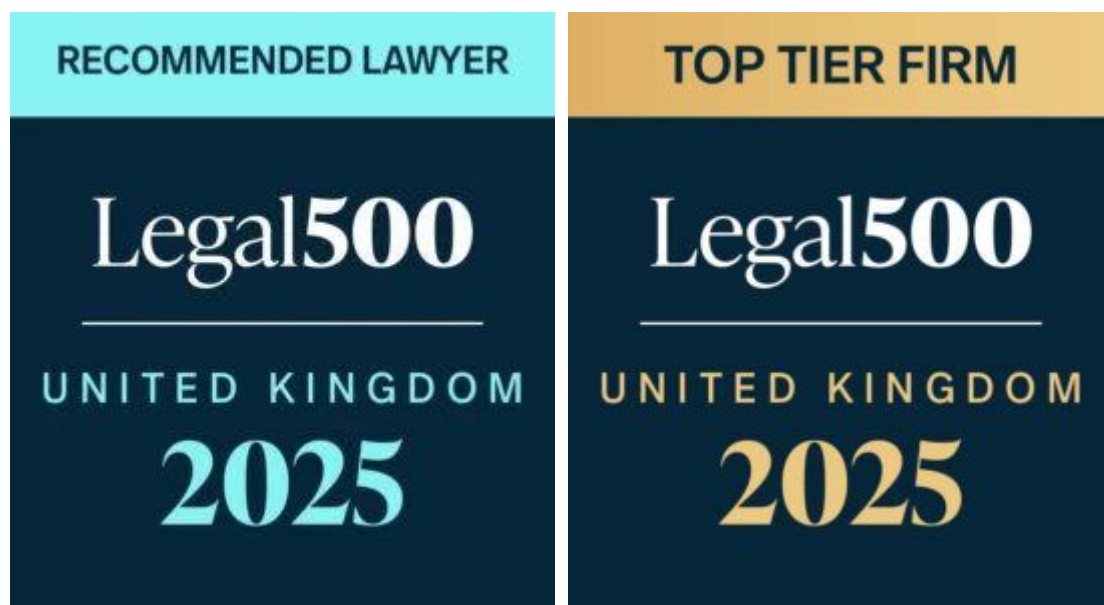 RECOMMENDED LAWYER
Legal500
UNITED KINGDOM
2025
TOP TIER FIRM
Legal500
UNITED KINGDOM
2025